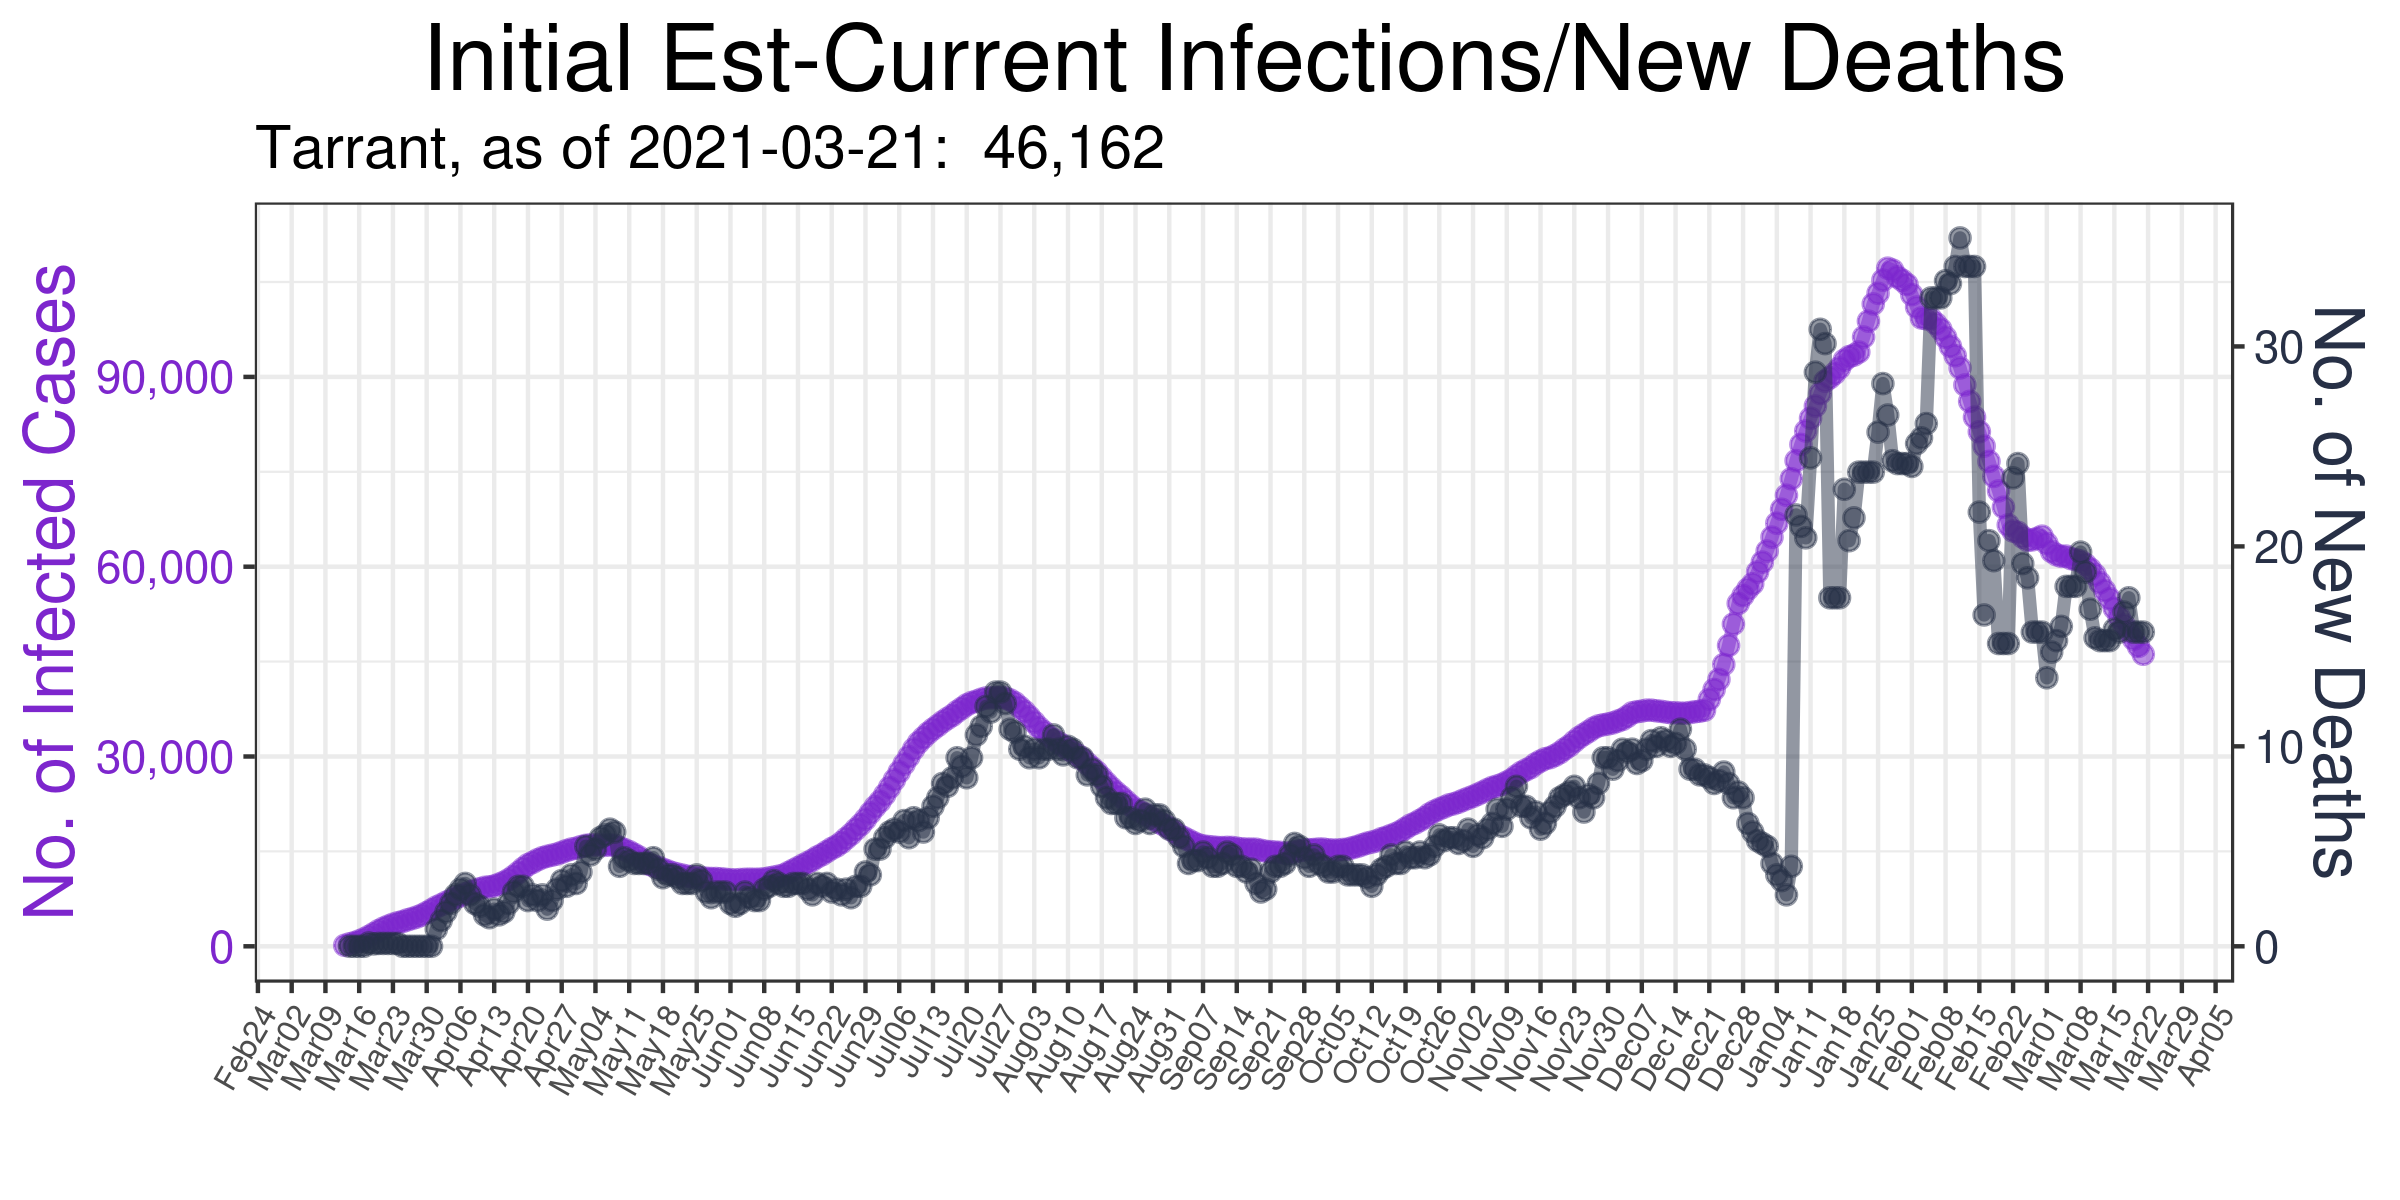 Initial Est-Current Infections/New Deaths
Tarrant, as of 2021-03-21:  46,162
No. of Infected Cases
90,000
60,000
30,000
0
30
20
10
0
No. of New Deaths
Feb24
Mar02
Mar09
Mar16
Mar23
Mar30
Apr06
Apr13
Apr20
Apr27
May04
May11
May18
May25
Jun01
Jun08
Jun15
Jun22
Jun29
Jul06
Jul13
Jul20
Jul27
Aug03
Aug10
Aug17
Aug24
Aug31
Sep07
Sep14
Sep21
Sep28
Oct05
Oct12
Oct19
Oct26
Nov02
Nov09
Nov16
Nov23
Nov30
Dec07
Dec14
Dec21
Dec28
Jan04
Jan11
Jan18
Jan25
Feb01
Feb08
Feb15
Feb22
Mar01
Mar08
Mar15
Mar22
Mar29
Apr05